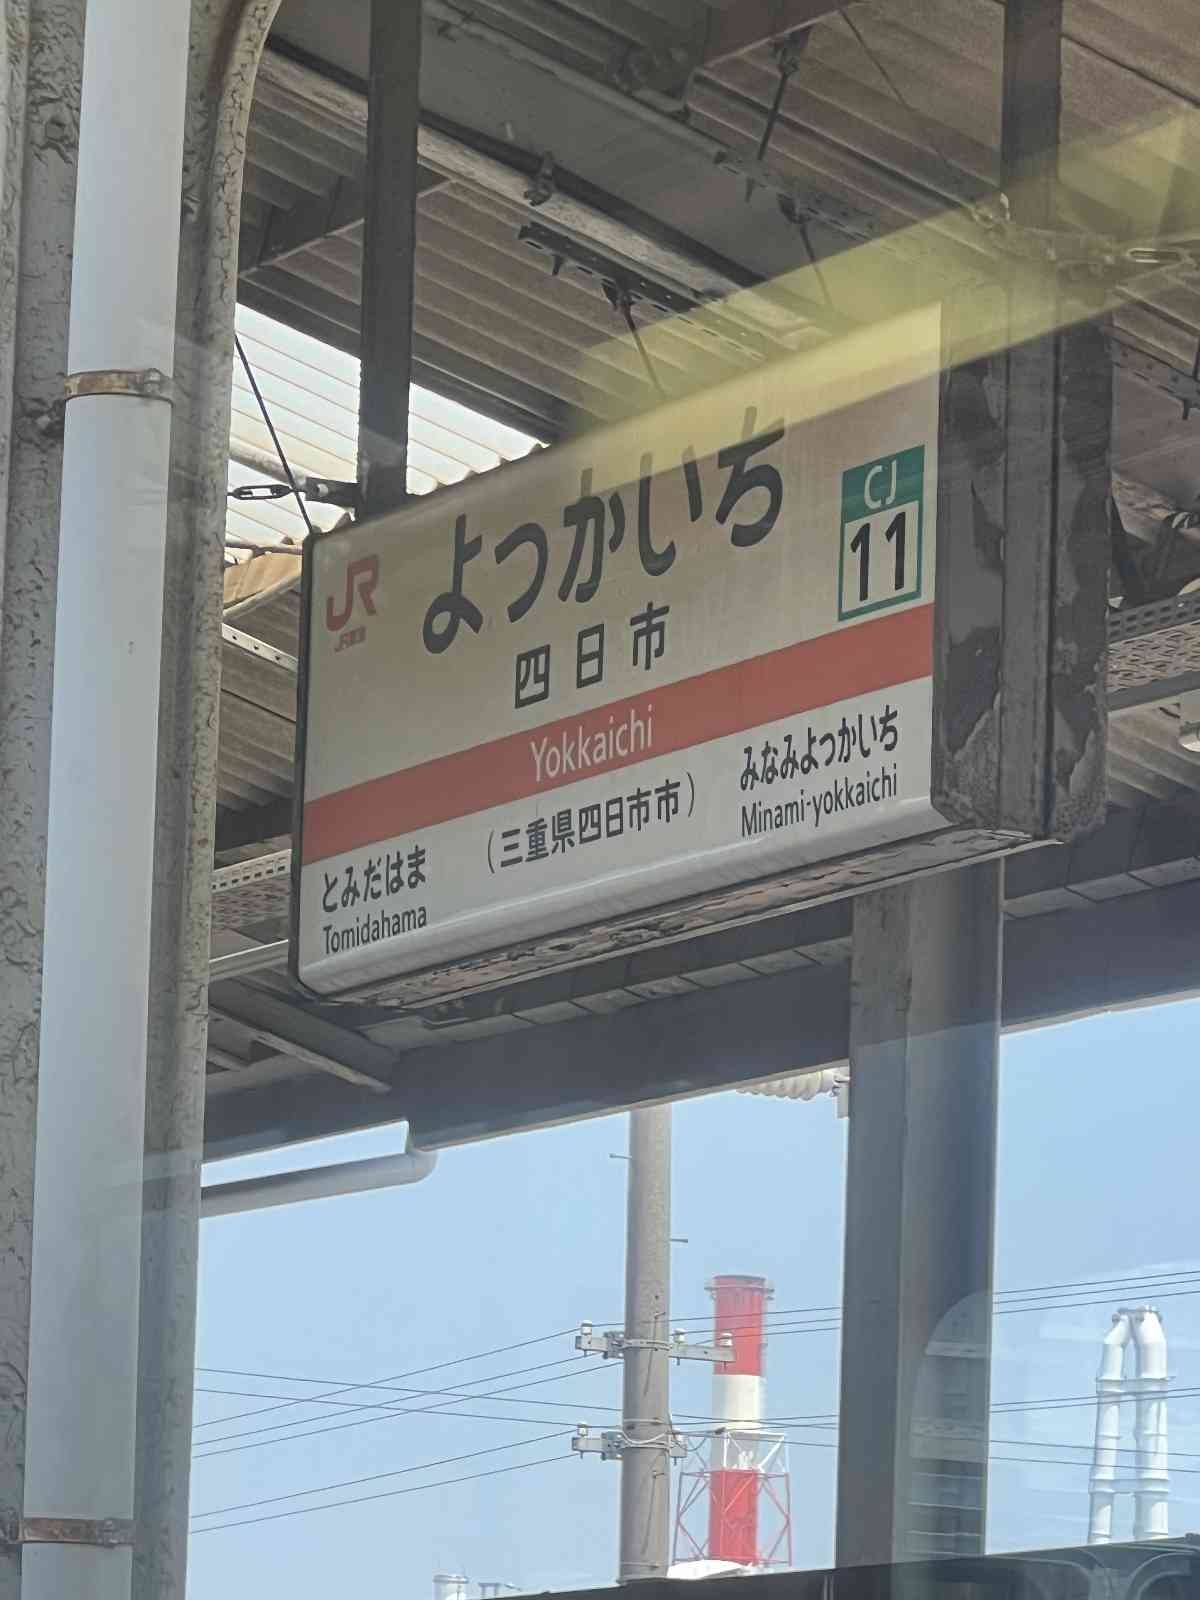 JR
JR東海
よつかいち
CJ
11
四日市
Yokkaichi
(三重県四日市市)
とみだはま
Tomidahama
みなみよっかいち
Minami-yokkaichi